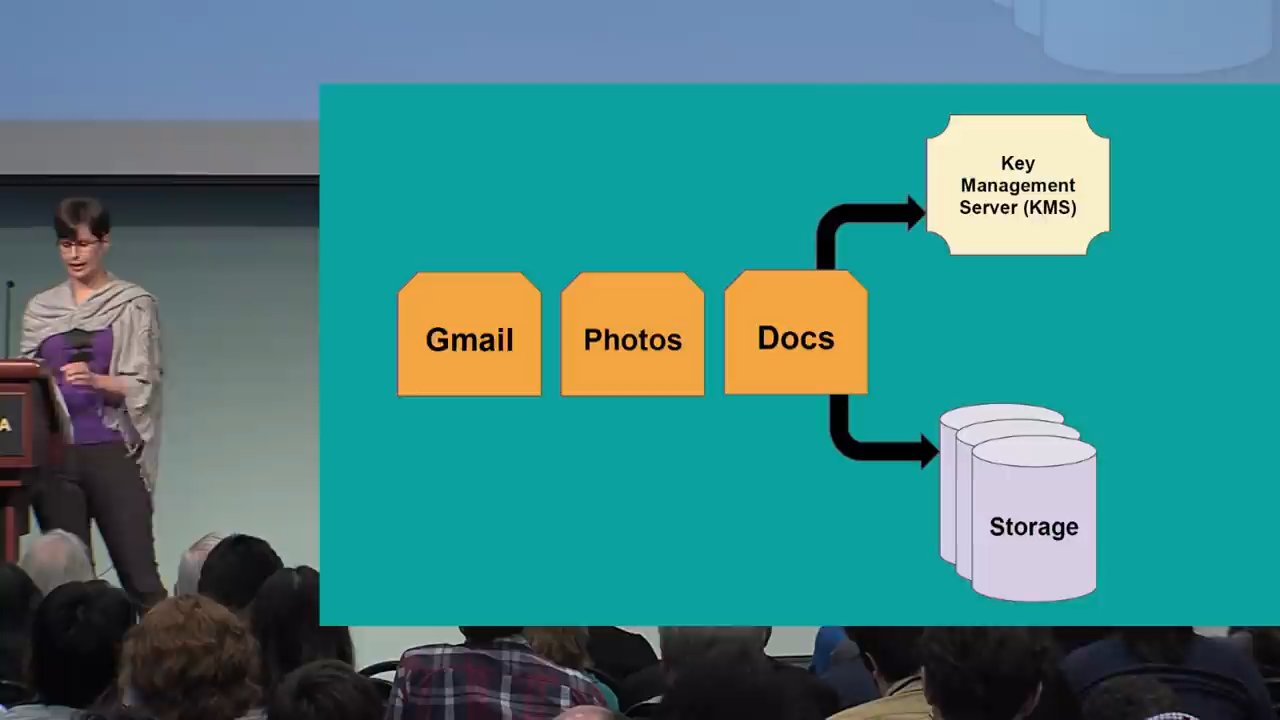 Key
Management
Server (KMS)
Gmail
Photos
Docs
Storage
A